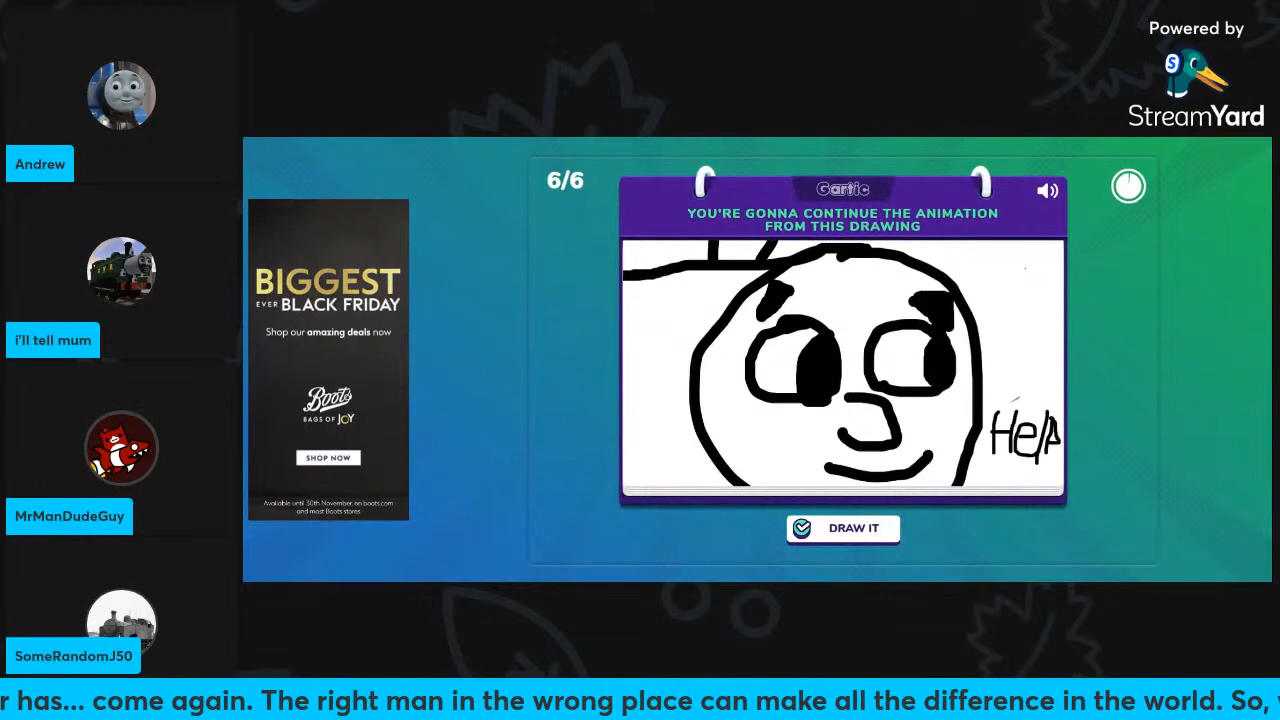 Powered by
StreamYard
Andrew
i'll tell mum
MrManDudeGuy
SomeRandomJ50
6/6
Gartic
YOU'RE GONNA CONTINUE THE ANIMATION
FROM THIS DRAWING
Help
DRAW IT
BIGGEST
EVER BLACK FRIDAY
Shop our amazing deals now
Boots
BAGS OF JOY
SHOP NOW
Available until 30th November, on boots.com
and most Boots stores
r has... come again. The right man in the wrong place can make all the difference in the world. So,